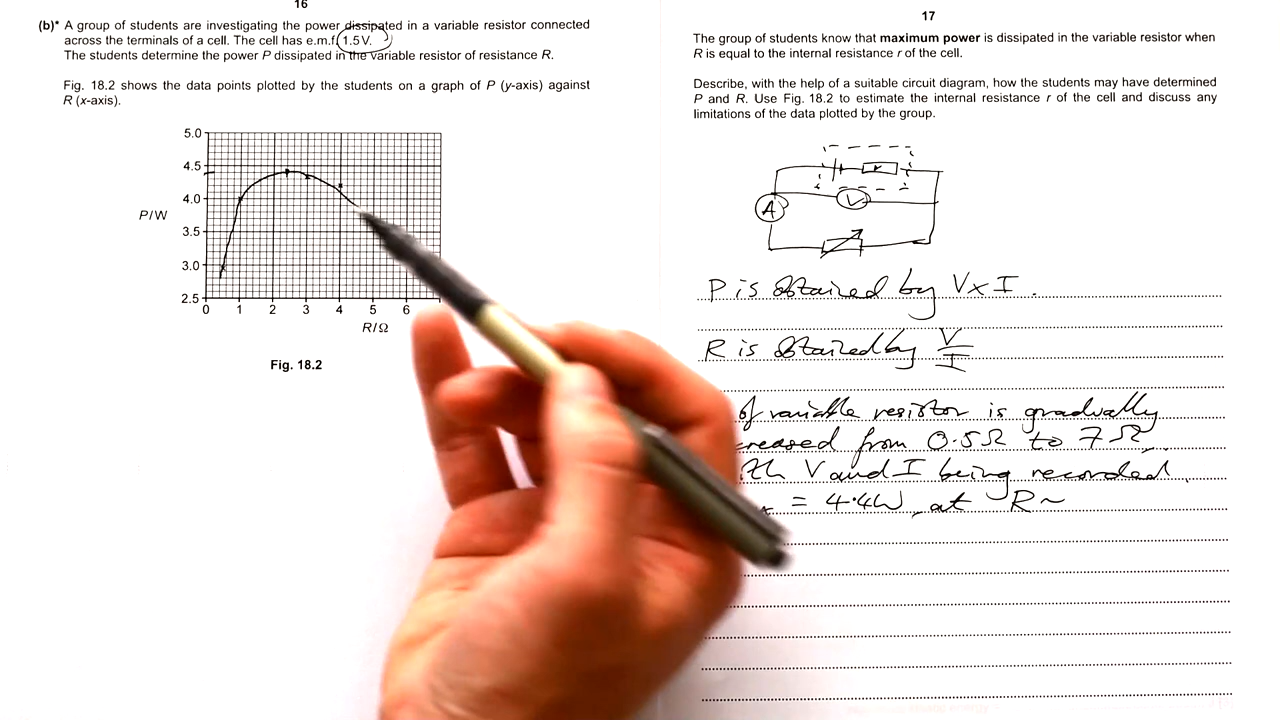 16
(b)* A group of students are investigating the power dissipated in a variable resistor connected
across the terminals of a cell. The cell has e.m.f. 1.5 V.
The students determine the power P dissipated in the variable resistor of resistance R.
Fig. 18.2 shows the data points plotted by the students on a graph of P (y-axis) against
R (x-axis).
5.0
4.5
4.0
3.5
3.0
2.5
P/W
0 1 2 3 4 5 6
R/Ω
Fig. 18.2
17
The group of students know that maximum power is dissipated in the variable resistor when
R is equal to the internal resistance r of the cell.
Describe, with the help of a suitable circuit diagram, how the students may have determined
P and R. Use Fig. 18.2 to estimate the internal resistance r of the cell and discuss any
limitations of the data plotted by the group.
A
V
P is obtained by V x I.
R is obtained by V/I
of variable resistor is gradually
creased from 0.5Ω to 7Ω
th V and I being recorded.
= 4.4W, at R ~